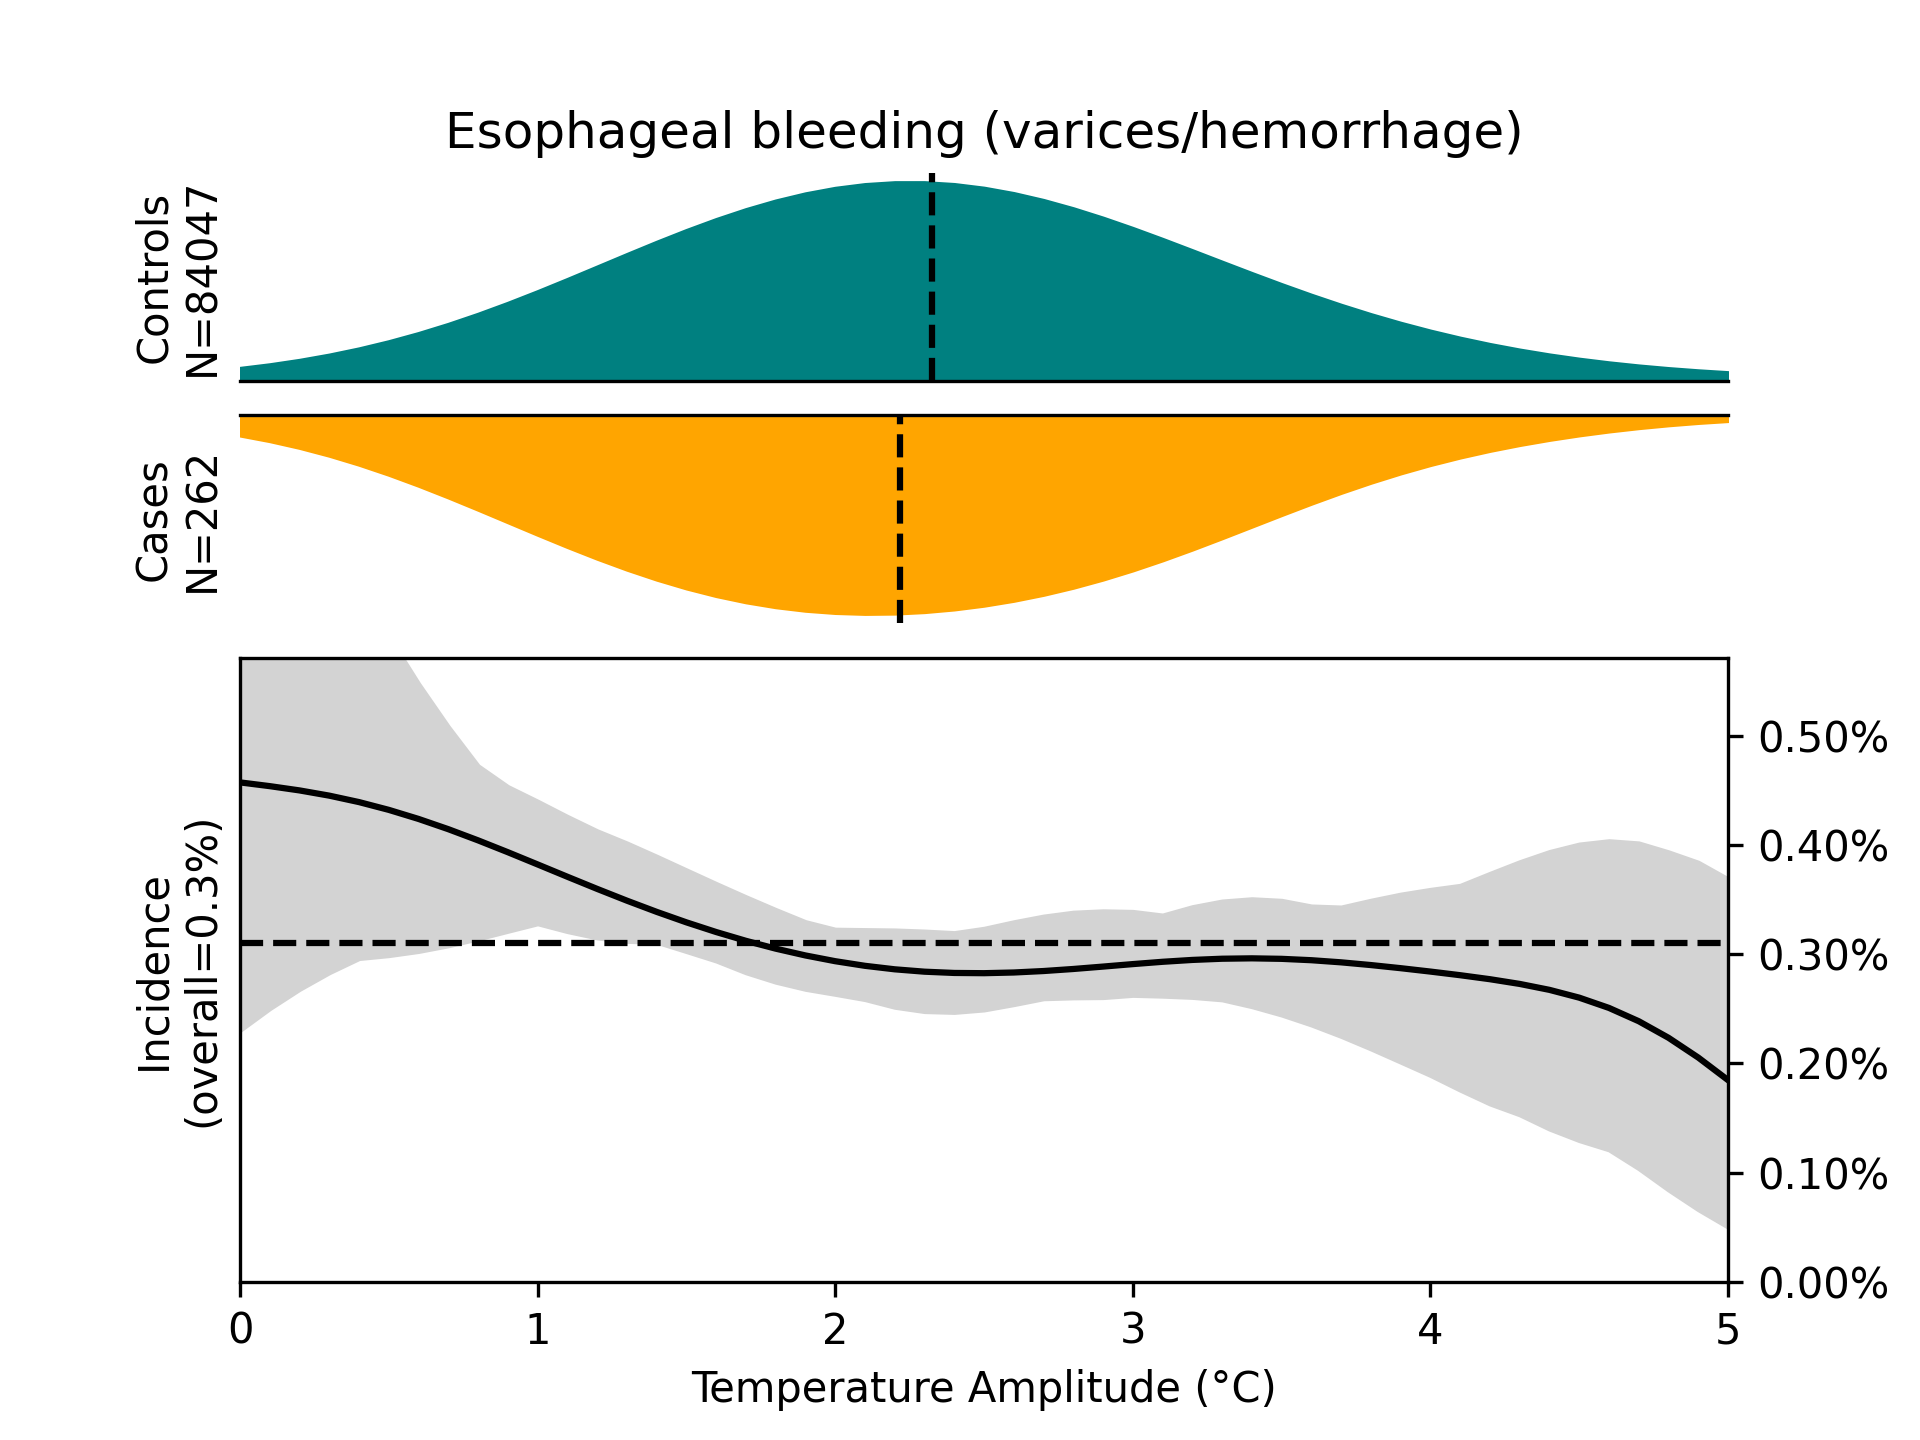 Esophageal bleeding (varices/hemorrhage)
Controls
N=84047
Cases
N=262
Incidence
(overall=0.3%)
0.50%
0.40%
0.30%
0.20%
0.10%
0.00%
0 1 2 3 4 5
Temperature Amplitude (°C)